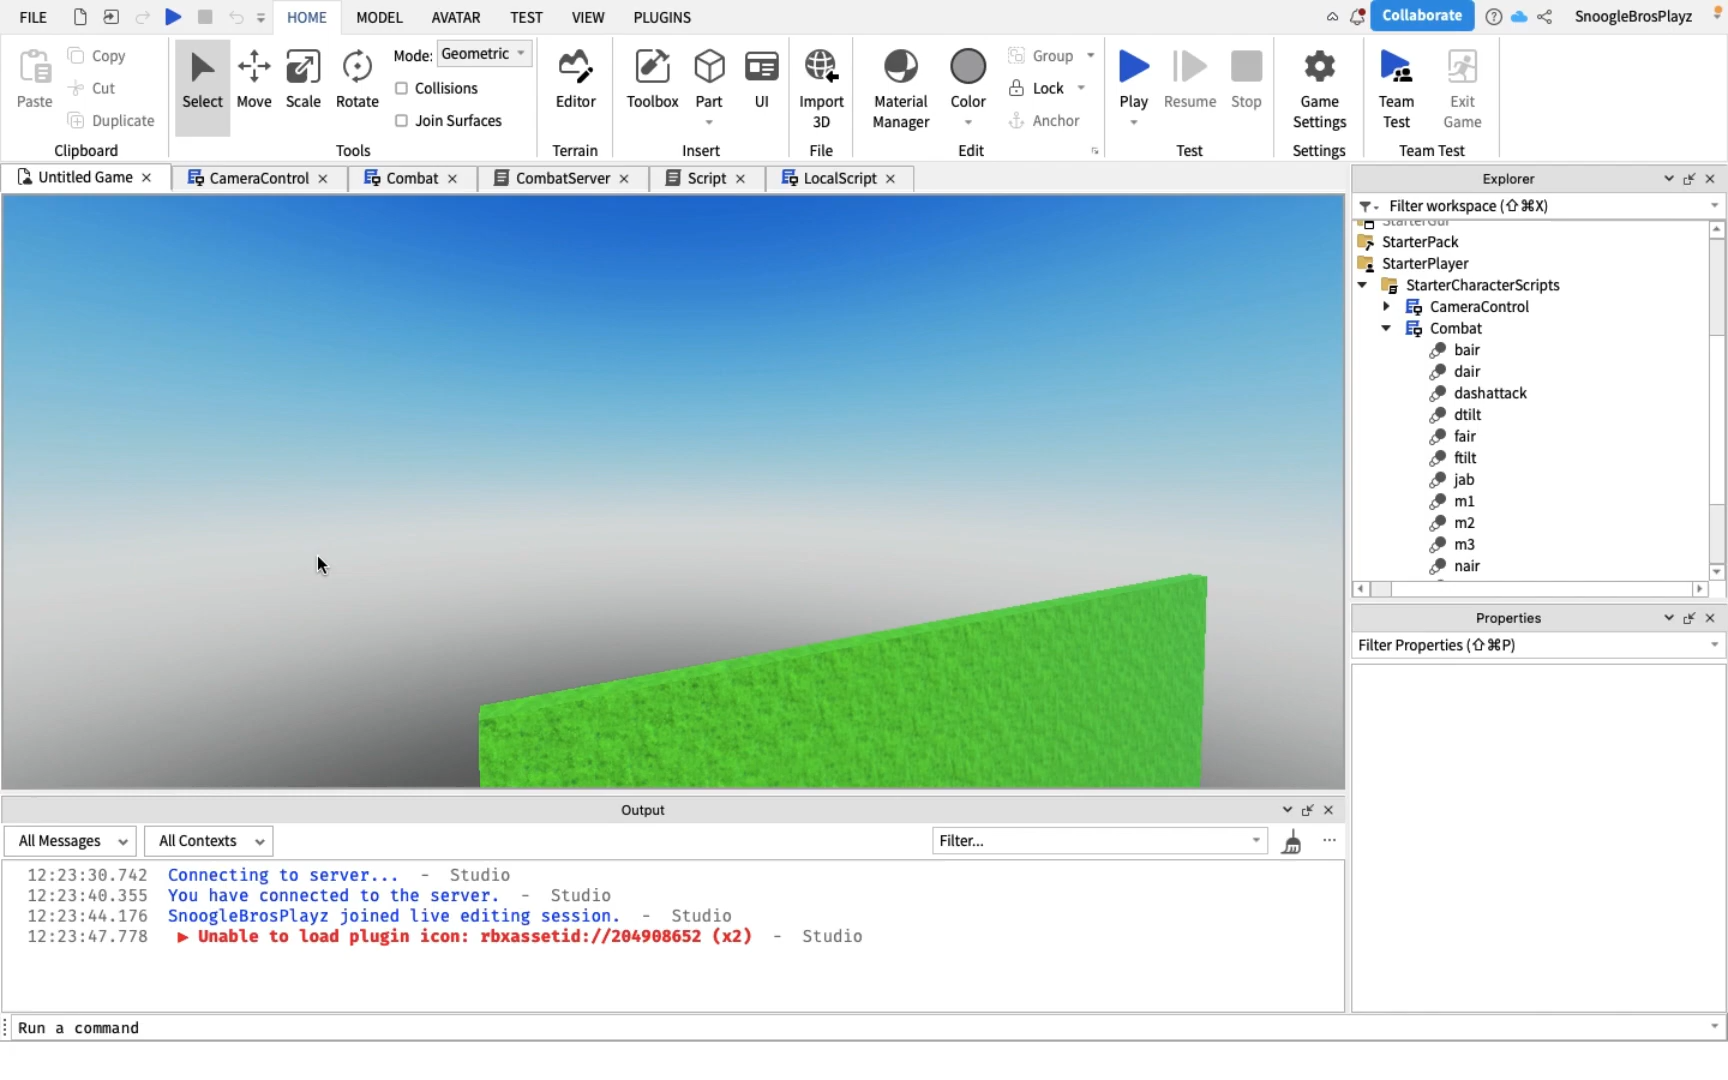 FILE HOME MODEL AVATAR TEST VIEW PLUGINS Collaborate SnoogleBrosPlayz
Paste Copy Cut Duplicate Clipboard
Select Move Scale Rotate Mode: Geometric Collisions Join Surfaces Tools
Editor Terrain
Toolbox Part UI Insert
Import 3D File
Material Manager Color Group Lock Anchor Edit
Play Resume Stop Test
Game Settings Settings
Team Test Exit Game Team Test
Untitled Game CameraControl Combat CombatServer Script LocalScript
Explorer
Filter workspace (⇧⌘X)
StarterGui
StarterPack
StarterPlayer
StarterCharacterScripts
CameraControl
Combat
bair
dair
dashattack
dtilt
fair
ftilt
jab
m1
m2
m3
nair
Properties
Filter Properties (⇧⌘P)
Output
All Messages All Contexts Filter...
12:23:30.742 Connecting to server... - Studio
12:23:40.355 You have connected to the server. - Studio
12:23:44.176 SnoogleBrosPlayz joined live editing session. - Studio
12:23:47.778 ▶ Unable to load plugin icon: rbxassetid://204908652 (x2) - Studio
Run a command